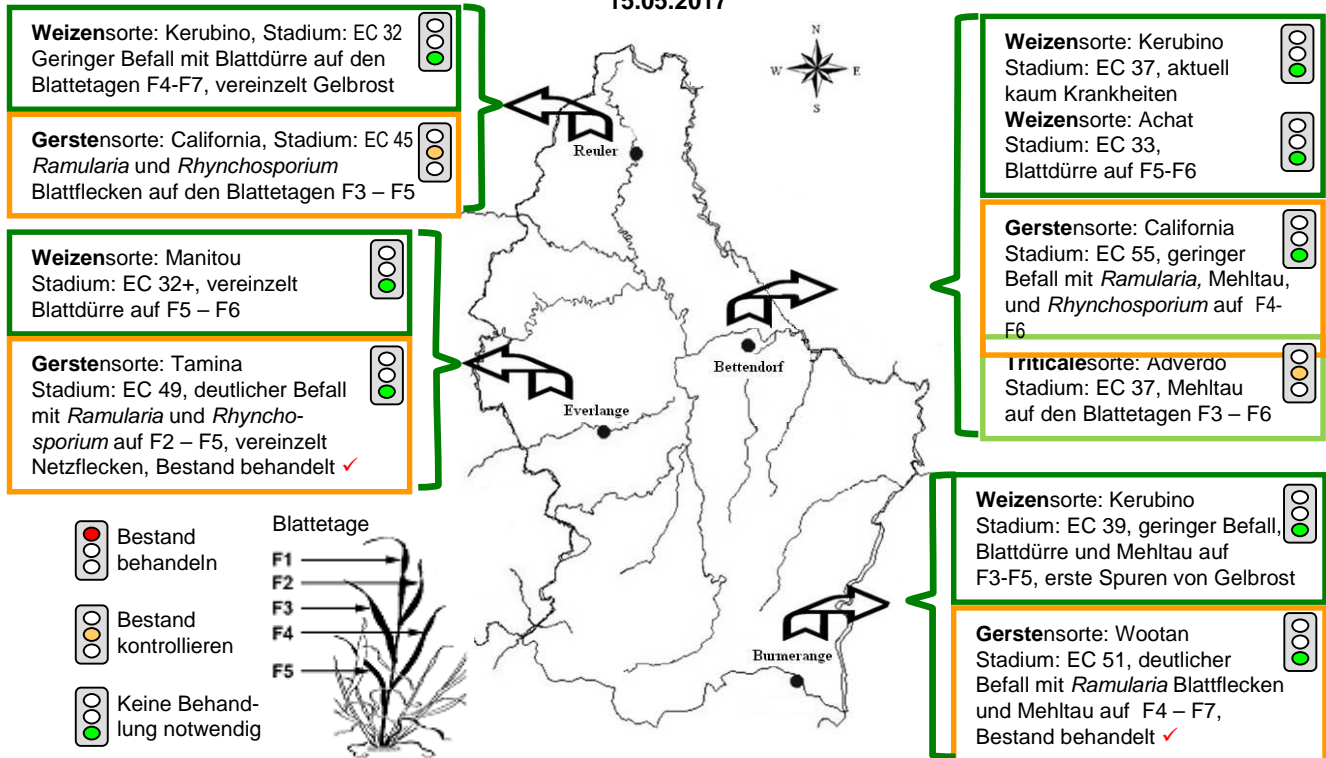 15.05.2017
Weizensorte: Kerubino, Stadium: EC 32
Geringer Befall mit Blattdürre auf den
Blattetagen F4-F7, vereinzelt Gelbrost
Gerstensorte: California, Stadium: EC 45
Ramularia und Rhynchosporium
Blattflecken auf den Blattetagen F3 – F5
Weizensorte: Manitou
Stadium: EC 32+, vereinzelt
Blattdürre auf F5 – F6
Gerstensorte: Tamina
Stadium: EC 49, deutlicher Befall
mit Ramularia und Rhyncho-
sporium auf F2 – F5, vereinzelt
Netzflecken, Bestand behandelt ✓
Bestand
behandeln
Bestand
kontrollieren
Keine Behand-
lung notwendig
Blattetage
F1
F2
F3
F4
F5
N
W E
S
Reuler
Bettendorf
Everlange
Burmerange
Weizensorte: Kerubino
Stadium: EC 37, aktuell
kaum Krankheiten
Weizensorte: Achat
Stadium: EC 33,
Blattdürre auf F5-F6
Gerstensorte: California
Stadium: EC 55, geringer
Befall mit Ramularia, Mehltau,
und Rhynchosporium auf F4-
F6
Triticalesorte: Adverdo
Stadium: EC 37, Mehltau
auf den Blattetagen F3 – F6
Weizensorte: Kerubino
Stadium: EC 39, geringer Befall,
Blattdürre und Mehltau auf
F3-F5, erste Spuren von Gelbrost
Gerstensorte: Wootan
Stadium: EC 51, deutlicher
Befall mit Ramularia Blattflecken
und Mehltau auf F4 – F7,
Bestand behandelt ✓